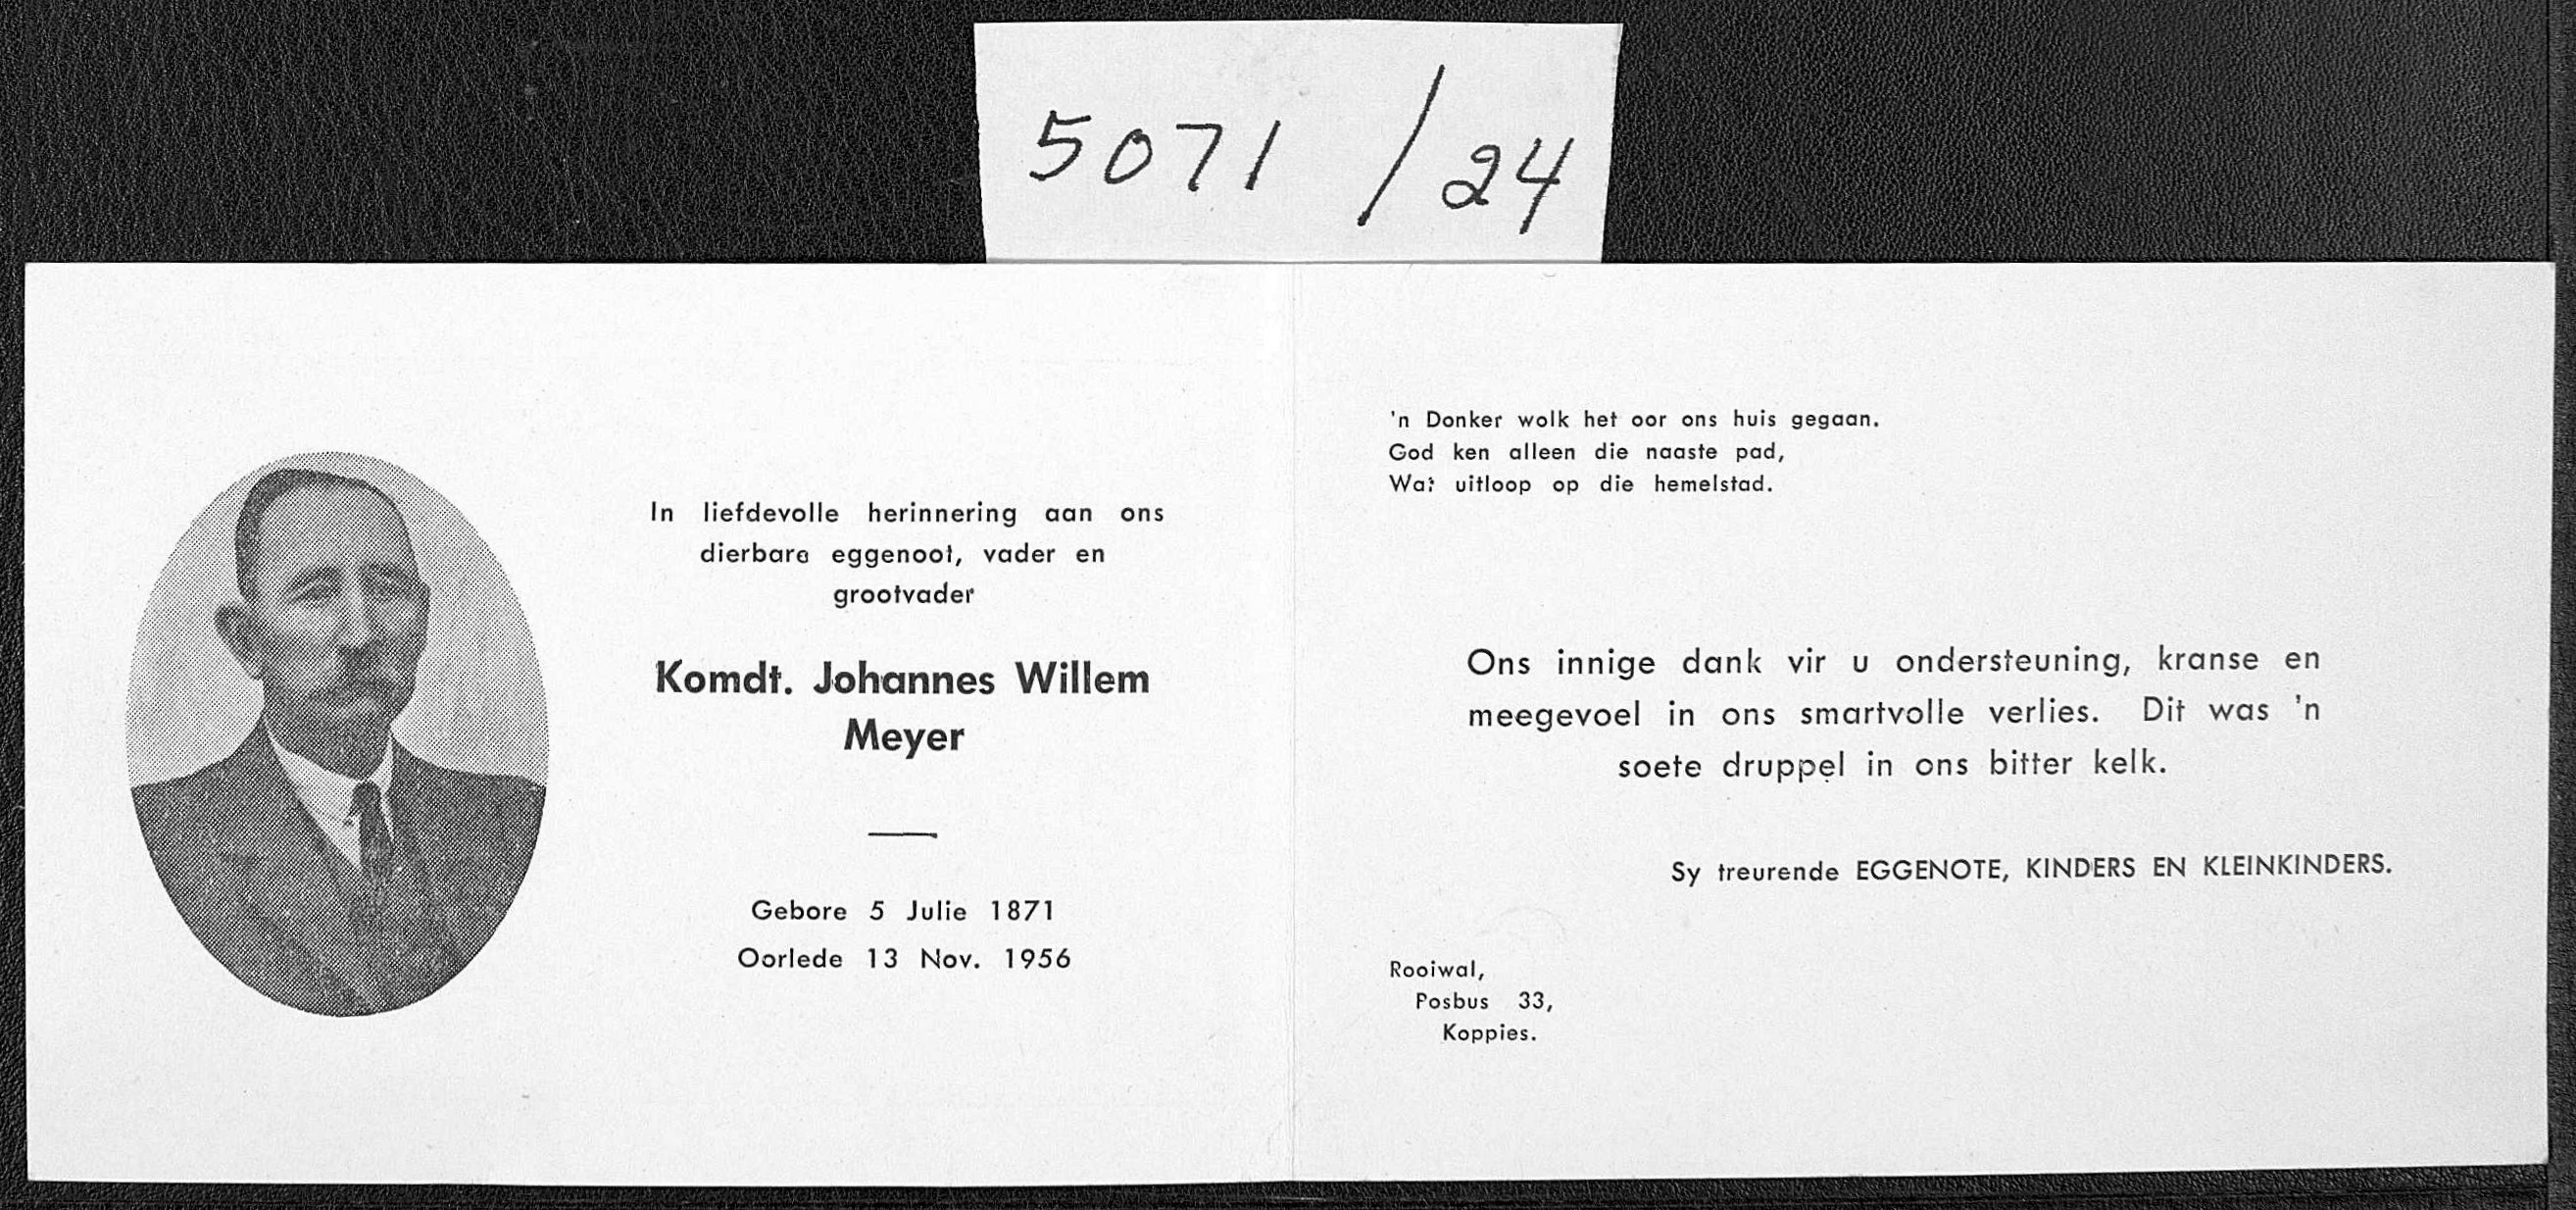 5071 / 24
In liefdevolle herinnering aan ons
dierbare eggenoot, vader en
grootvader
Komdt. Johannes Willem
Meyer
Gebore 5 Julie 1871
Oorlede 13 Nov. 1956
'n Donker wolk het oor ons huis gegaan.
God ken alleen die naaste pad,
Wat uitloop op die hemelstad.
Ons innige dank vir u ondersteuning, kranse en
meegevoel in ons smartvolle verlies. Dit was 'n
soete druppel in ons bitter kelk.
Sy treurende EGGENOTE, KINDERS EN KLEINKINDERS.
Rooiwal,
Posbus 33,
Koppies.